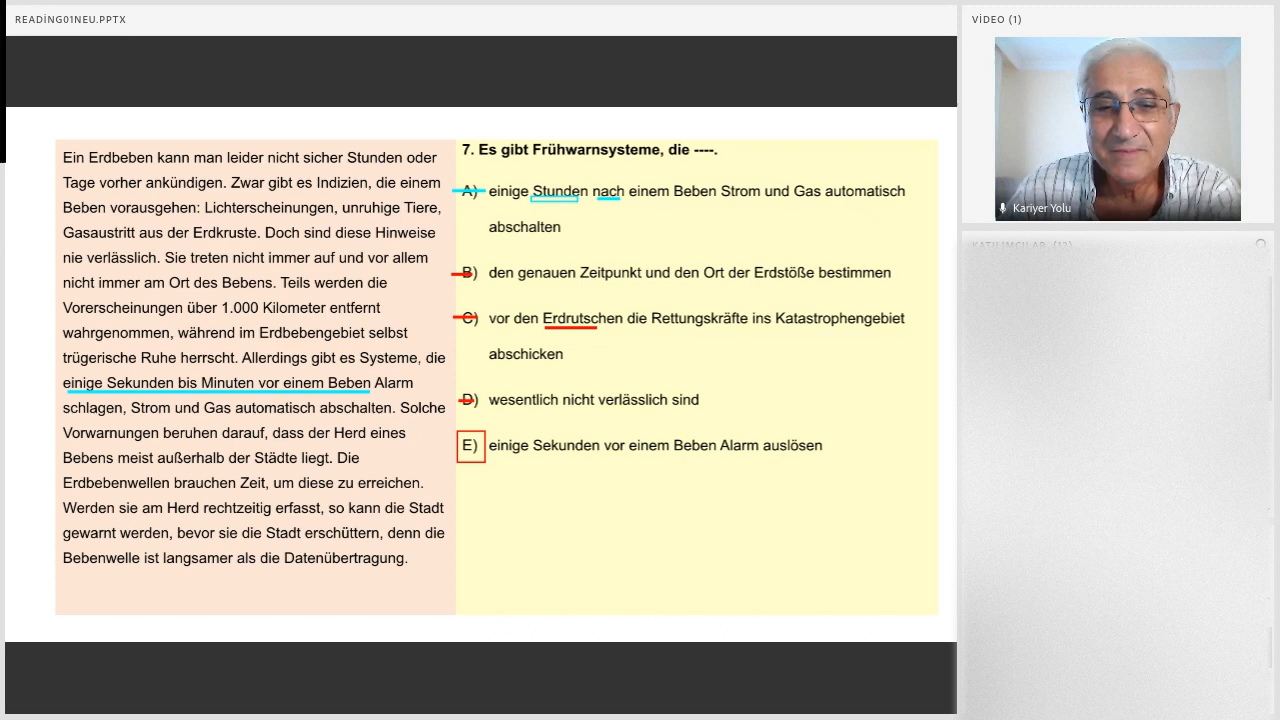 READİNG01NEU.PPTX
Ein Erdbeben kann man leider nicht sicher Stunden oder
Tage vorher ankündigen. Zwar gibt es Indizien, die einem
Beben vorausgehen: Lichterscheinungen, unruhige Tiere,
Gasaustritt aus der Erdkruste. Doch sind diese Hinweise
nie verlässlich. Sie treten nicht immer auf und vor allem
nicht immer am Ort des Bebens. Teils werden die
Vorerscheinungen über 1.000 Kilometer entfernt
wahrgenommen, während im Erdbebengebiet selbst
trügerische Ruhe herrscht. Allerdings gibt es Systeme, die
einige Sekunden bis Minuten vor einem Beben Alarm
schlagen, Strom und Gas automatisch abschalten. Solche
Vorwarnungen beruhen darauf, dass der Herd eines
Bebens meist außerhalb der Städte liegt. Die
Erdbebenwellen brauchen Zeit, um diese zu erreichen.
Werden sie am Herd rechtzeitig erfasst, so kann die Stadt
gewarnt werden, bevor sie die Stadt erschüttern, denn die
Bebenwelle ist langsamer als die Datenübertragung.
7. Es gibt Frühwarnsysteme, die ----.
A) einige Stunden nach einem Beben Strom und Gas automatisch
abschalten
B) den genauen Zeitpunkt und den Ort der Erdstöße bestimmen
C) vor den Erdrutschen die Rettungskräfte ins Katastrophengebiet
abschicken
D) wesentlich nicht verlässlich sind
E) einige Sekunden vor einem Beben Alarm auslösen
VİDEO (1)
Kariyer Yolu